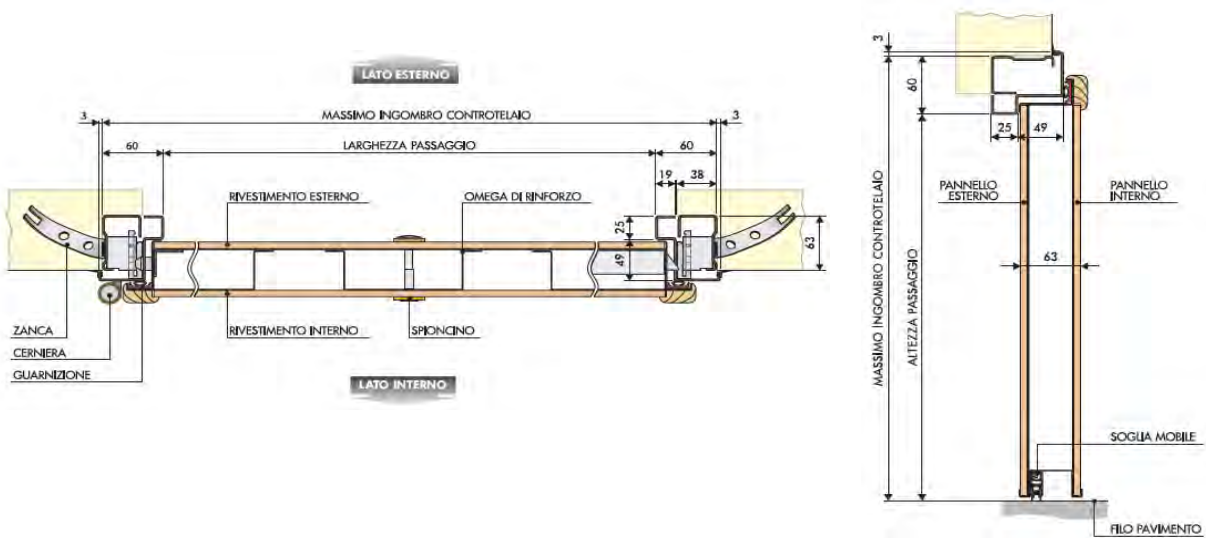 LATO ESTERNO
3
MASSIMO INGOMBRO CONTROTELAIO
3
60
LARGHEZZA PASSAGGIO
60
19
38
RIVESTIMENTO ESTERNO
OMEGA DI RINFORZO
25
63
49
ZANCA
RIVESTIMENTO INTERNO
SPIONCINO
CERNIERA
GUARNIZIONE
LATO INTERNO
3
60
25
49
PANNELLO
ESTERNO
PANNELLO
INTERNO
63
MASSIMO INGOMBRO CONTROTELAIO
ALTEZZA PASSAGGIO
SOGLIA MOBILE
FILO PAVIMENTO